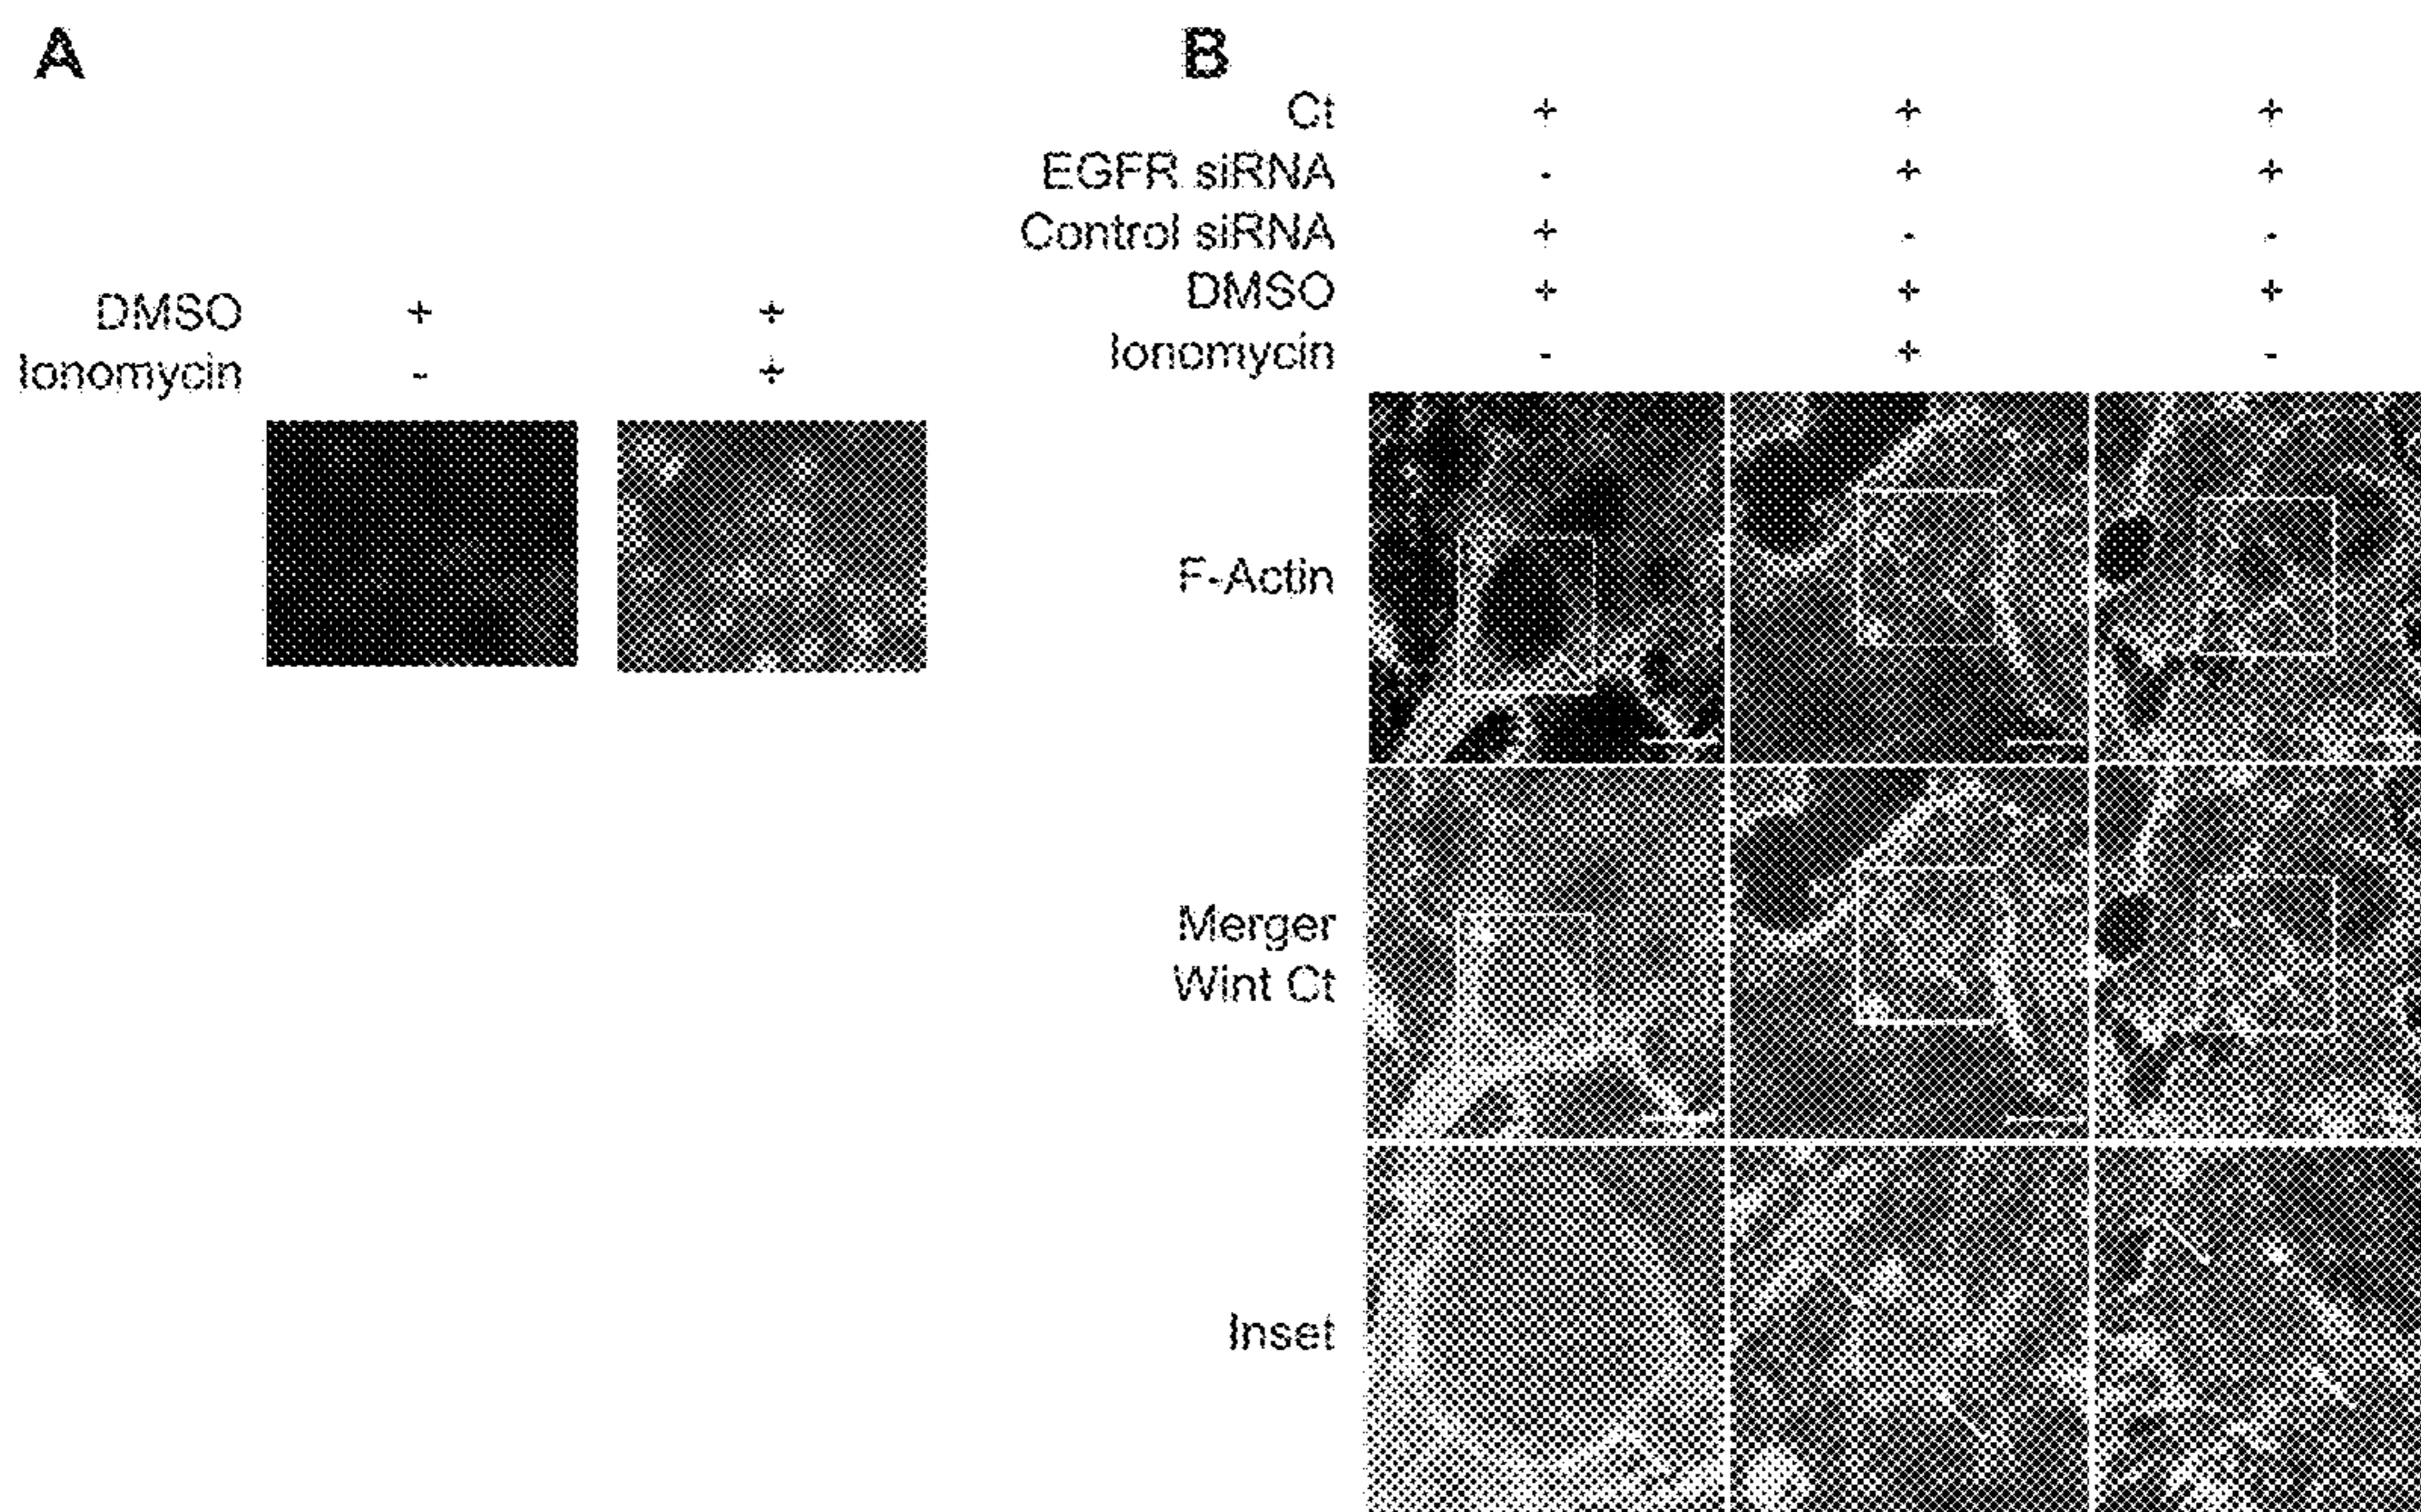 A
DMSO + +
Ionomycin - +
B
Ct + + +
EGFR siRNA - + +
Control siRNA + - -
DMSO + + +
Ionomycin - + -
F-Actin
Merger
Wint Ct
Inset